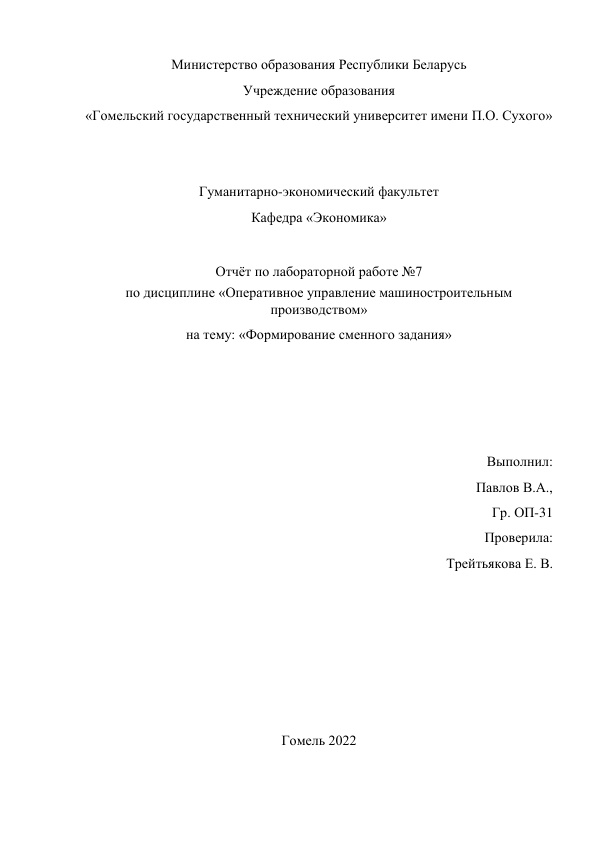 Министерство образования Республики Беларусь
Учреждение образования
«Гомельский государственный технический университет имени П.О. Сухого»
Гуманитарно-экономический факультет
Кафедра «Экономика»
Отчёт по лабораторной работе №7
по дисциплине «Оперативное управление машиностроительным
производством»
на тему: «Формирование сменного задания»
Выполнил:
Павлов В.А.,
Гр. ОП-31
Проверила:
Трейтьякова Е. В.
Гомель 2022